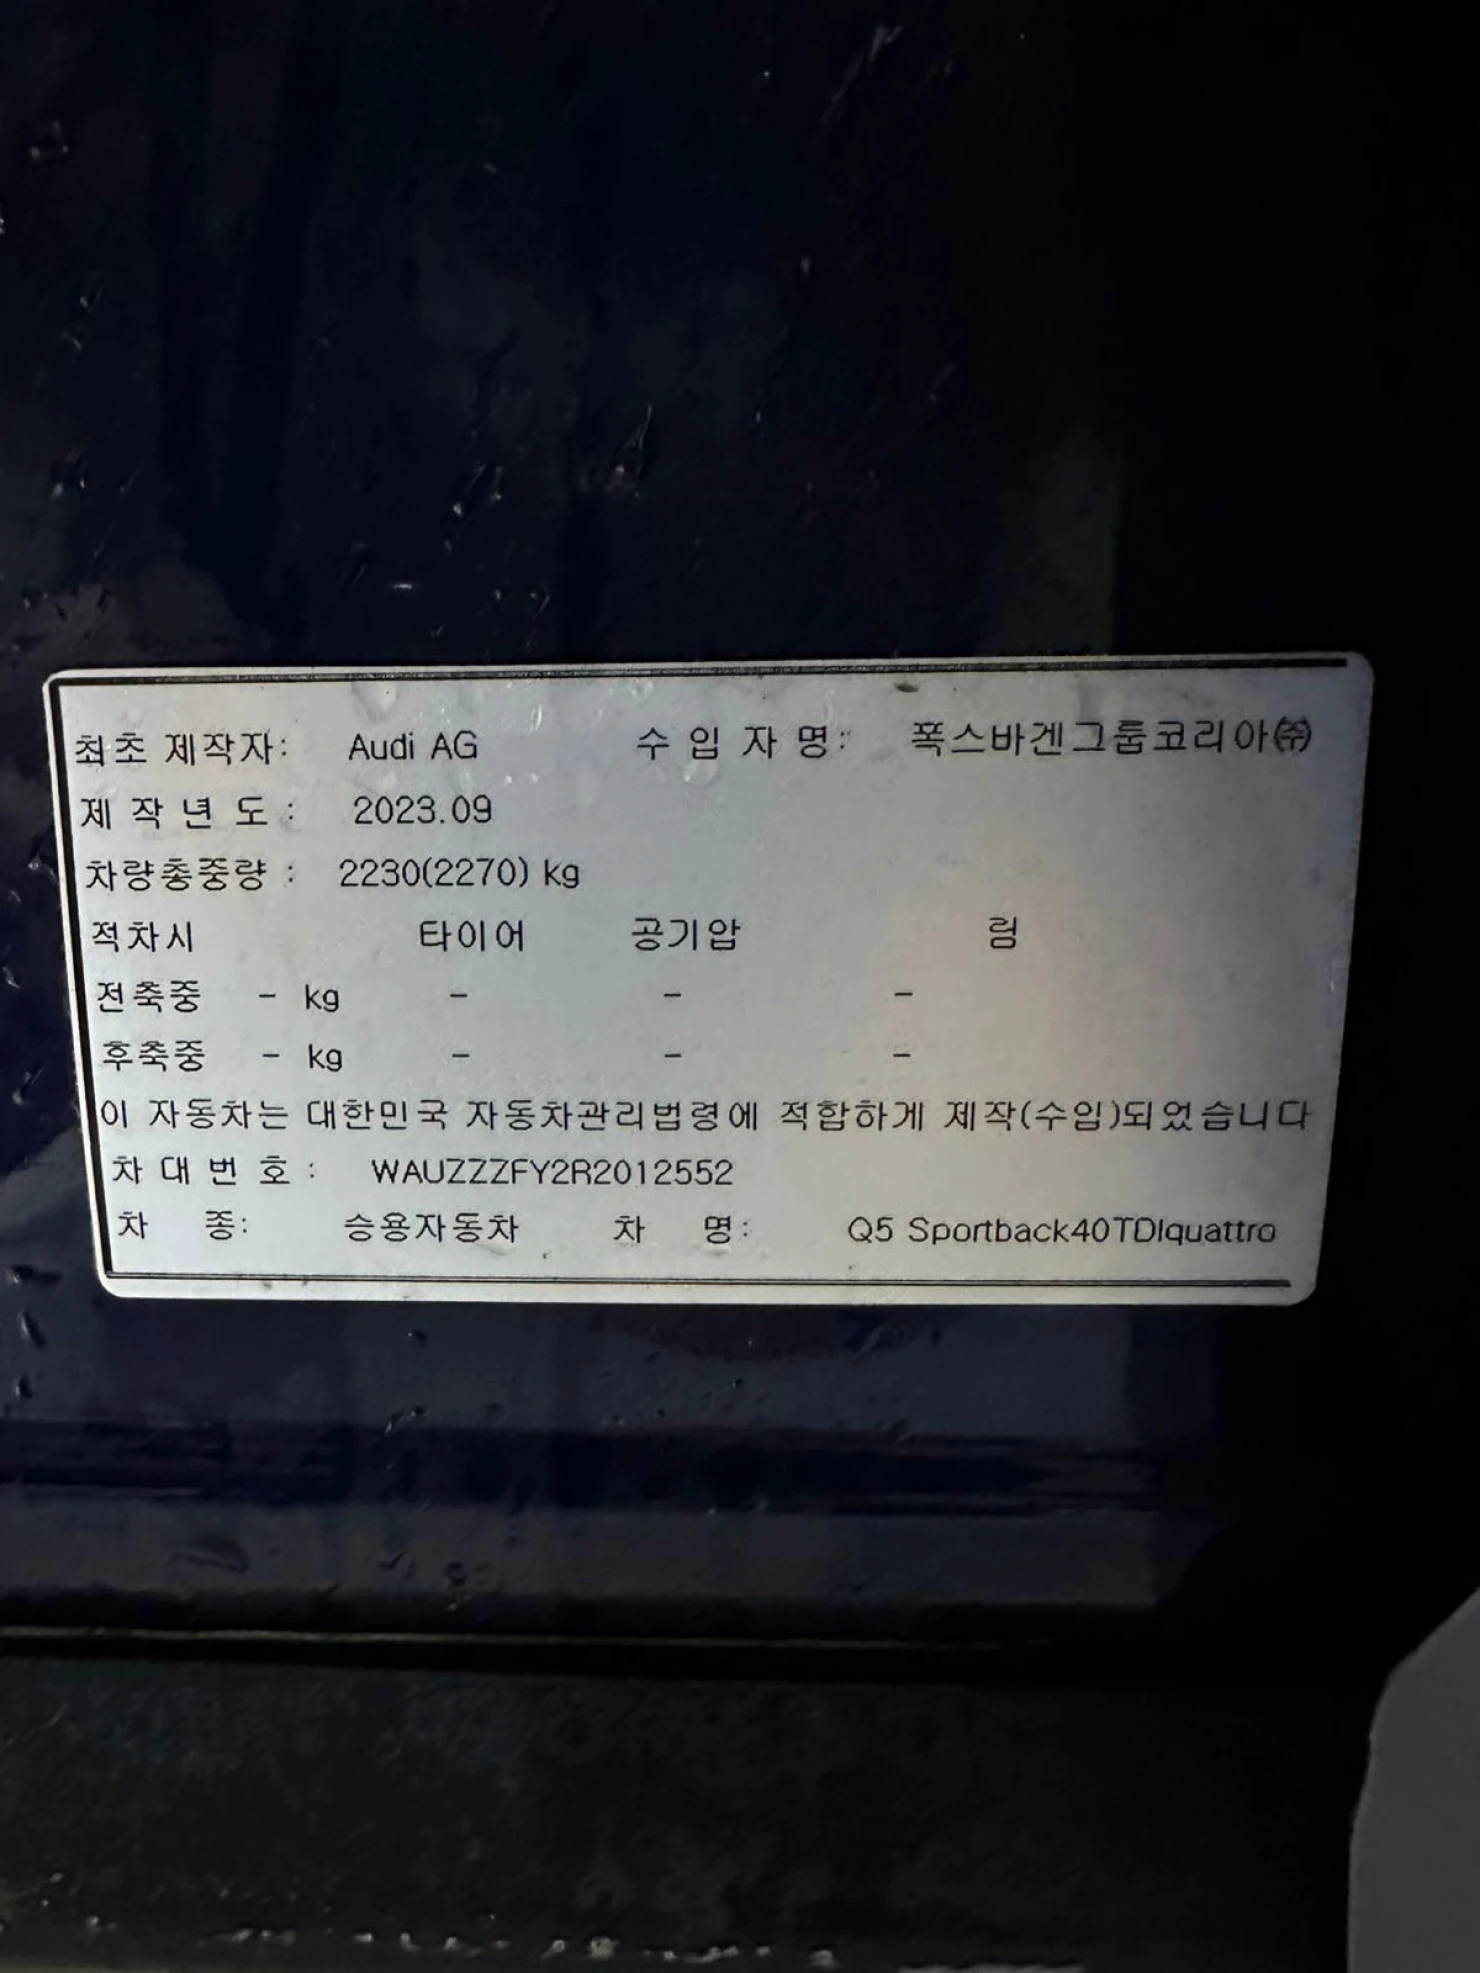 최초 제작자: Audi AG 수 입 자 명: 폭스바겐그룹코리아㈜
제 작 년 도 : 2023.09
차량총중량 : 2230(2270) kg
적차시 타이어 공기압 림
전축중 - kg - - -
후축중 - kg - - -
이 자동차는 대한민국 자동차관리법령에 적합하게 제작(수입)되었습니다
차 대 번 호 : WAUZZZFY2R2012552
차 종: 승용자동차 차 명: Q5 Sportback40TDIquattro